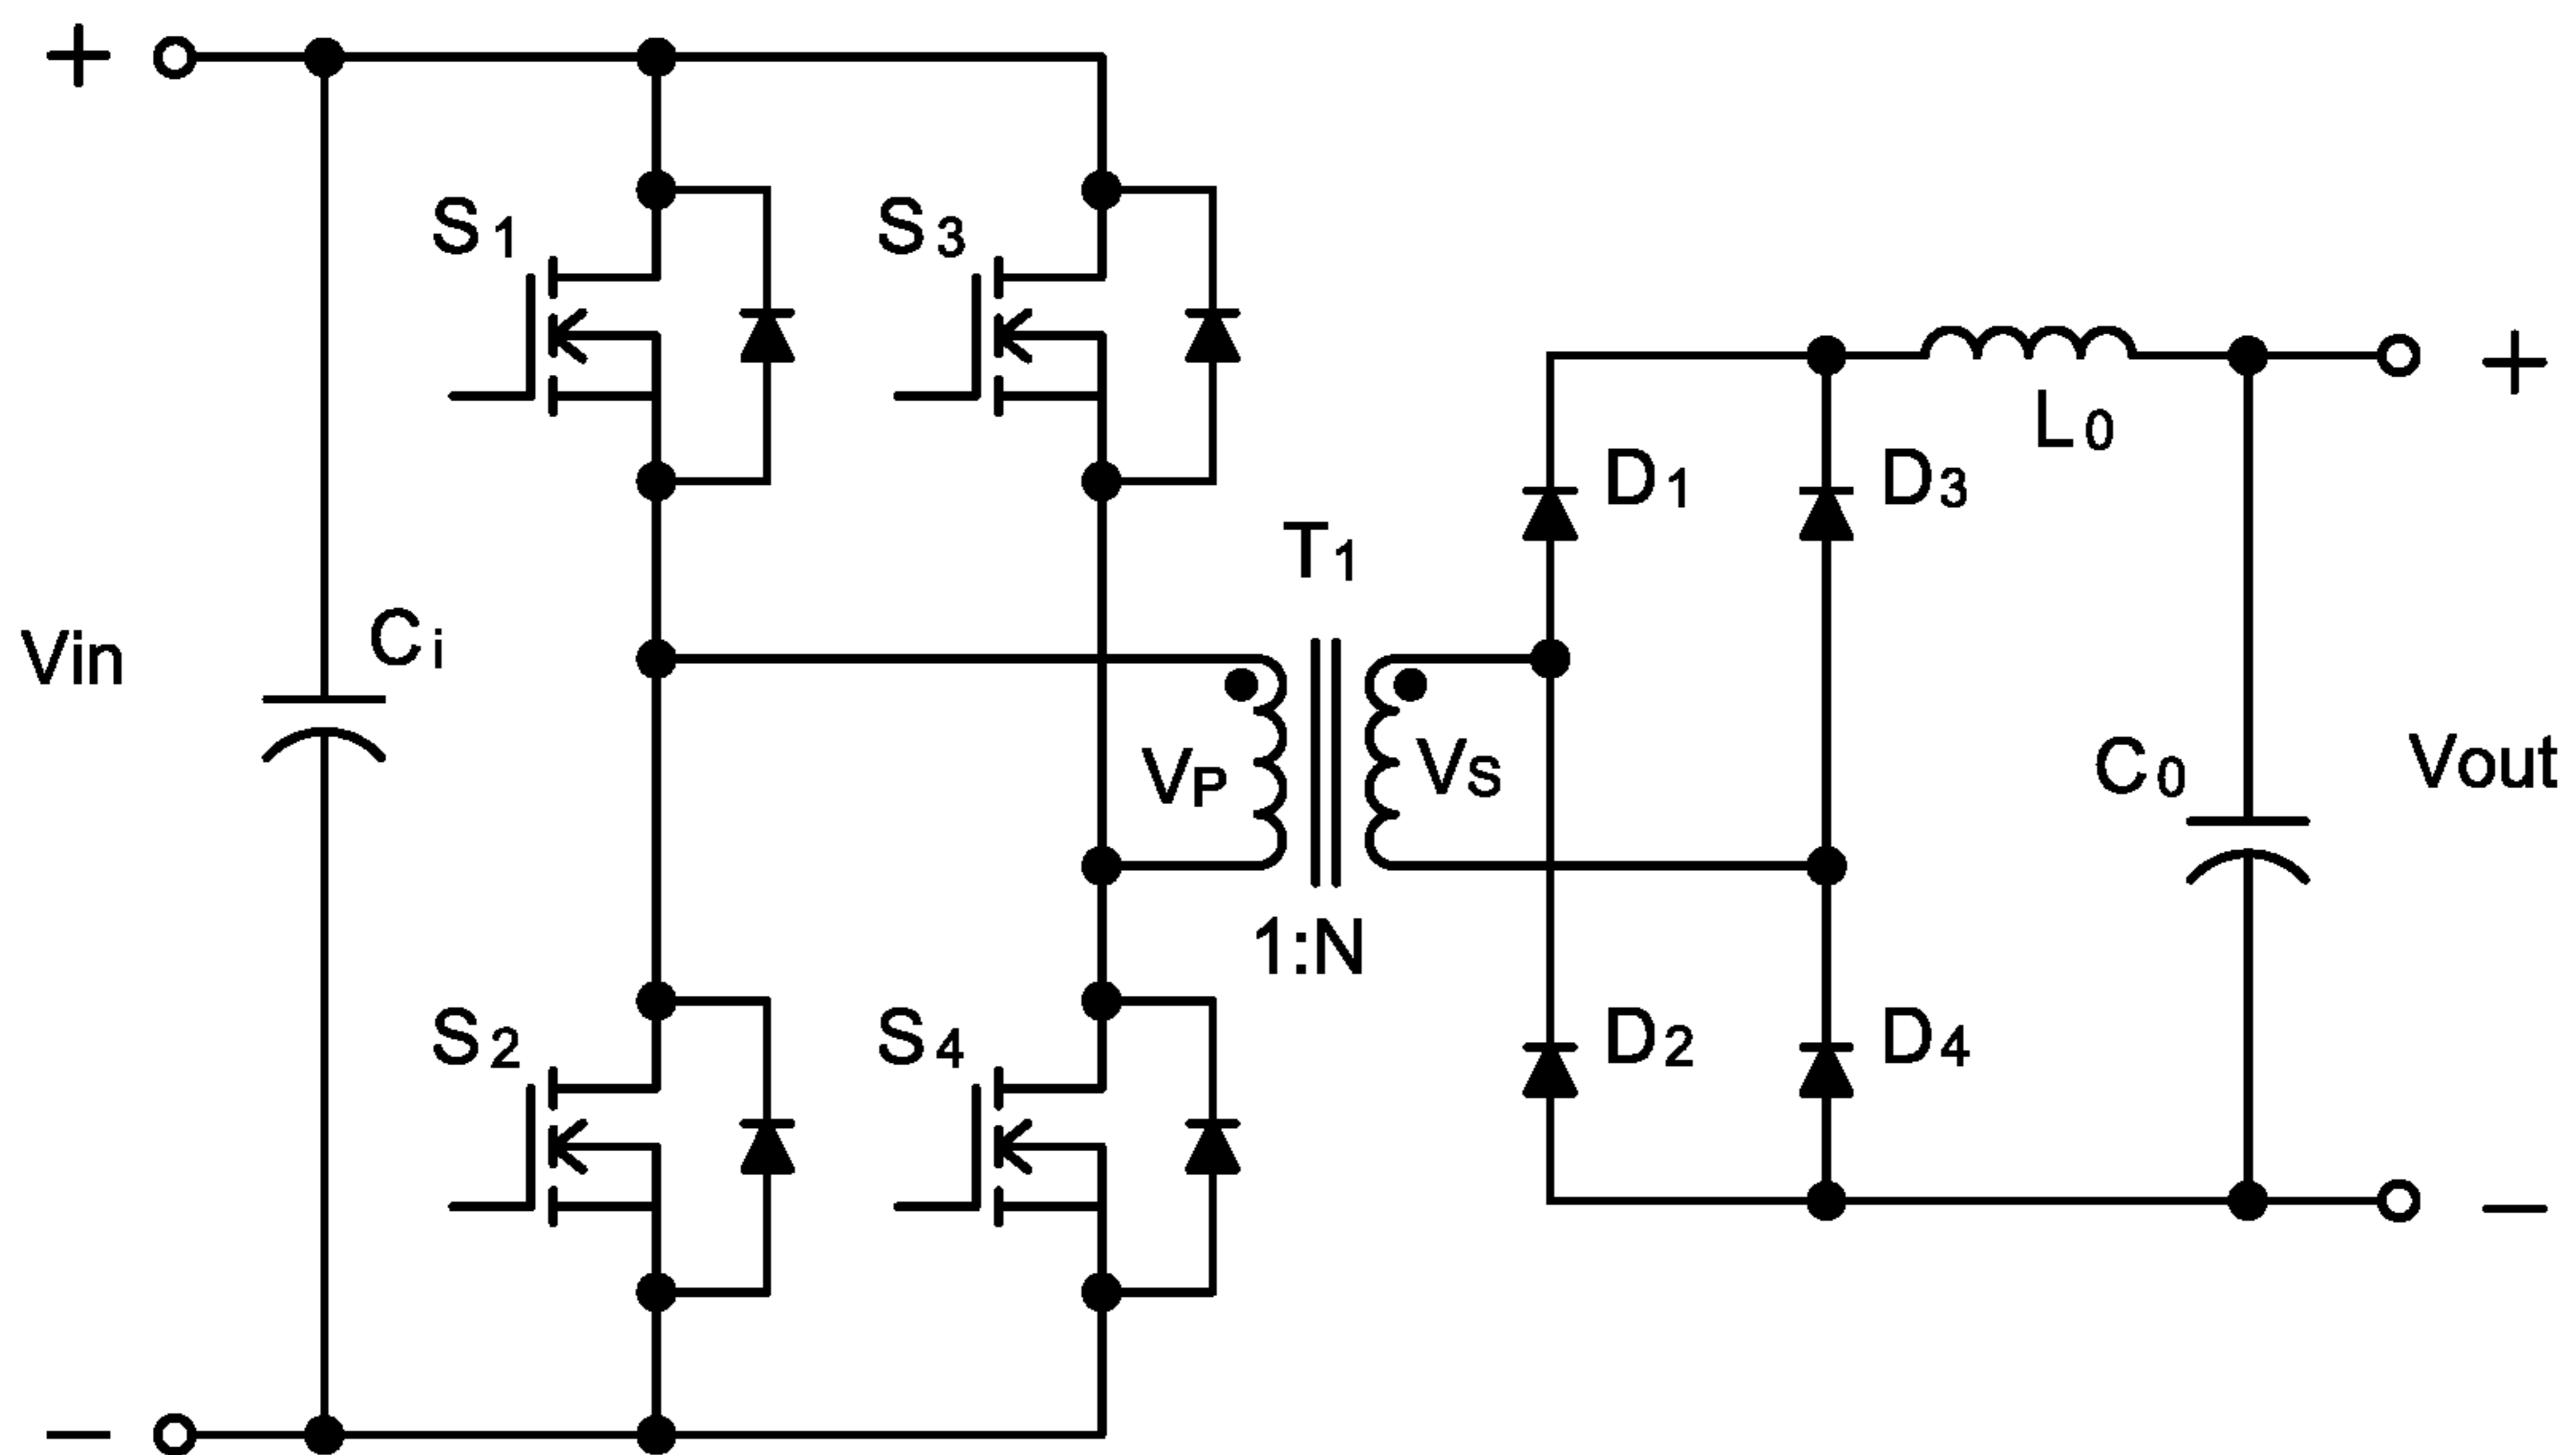 +
S1
S3
+
L0
D1
D3
T1
Vin
Ci
VP
VS
C0
Vout
1:N
S2
S4
D2
D4
−
−